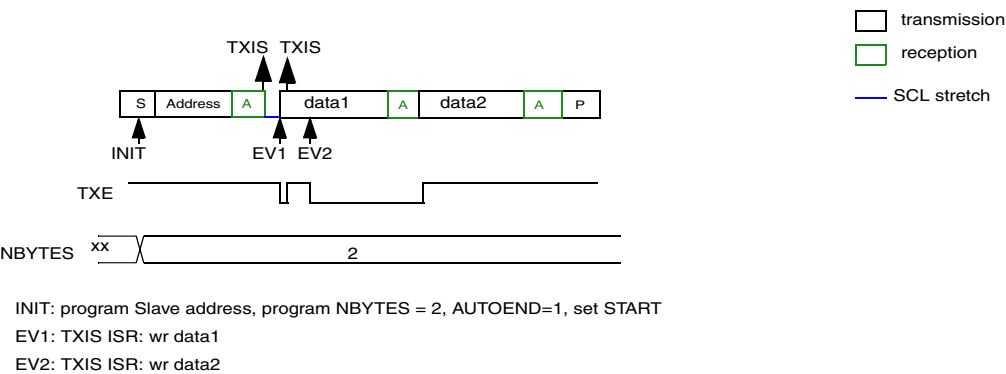 transmission
reception
SCL stretch
TXIS TXIS
S Address A data1 A data2 A P
INIT EV1 EV2
TXE
NBYTES xx 2
INIT: program Slave address, program NBYTES = 2, AUTOEND=1, set START
EV1: TXIS ISR: wr data1
EV2: TXIS ISR: wr data2